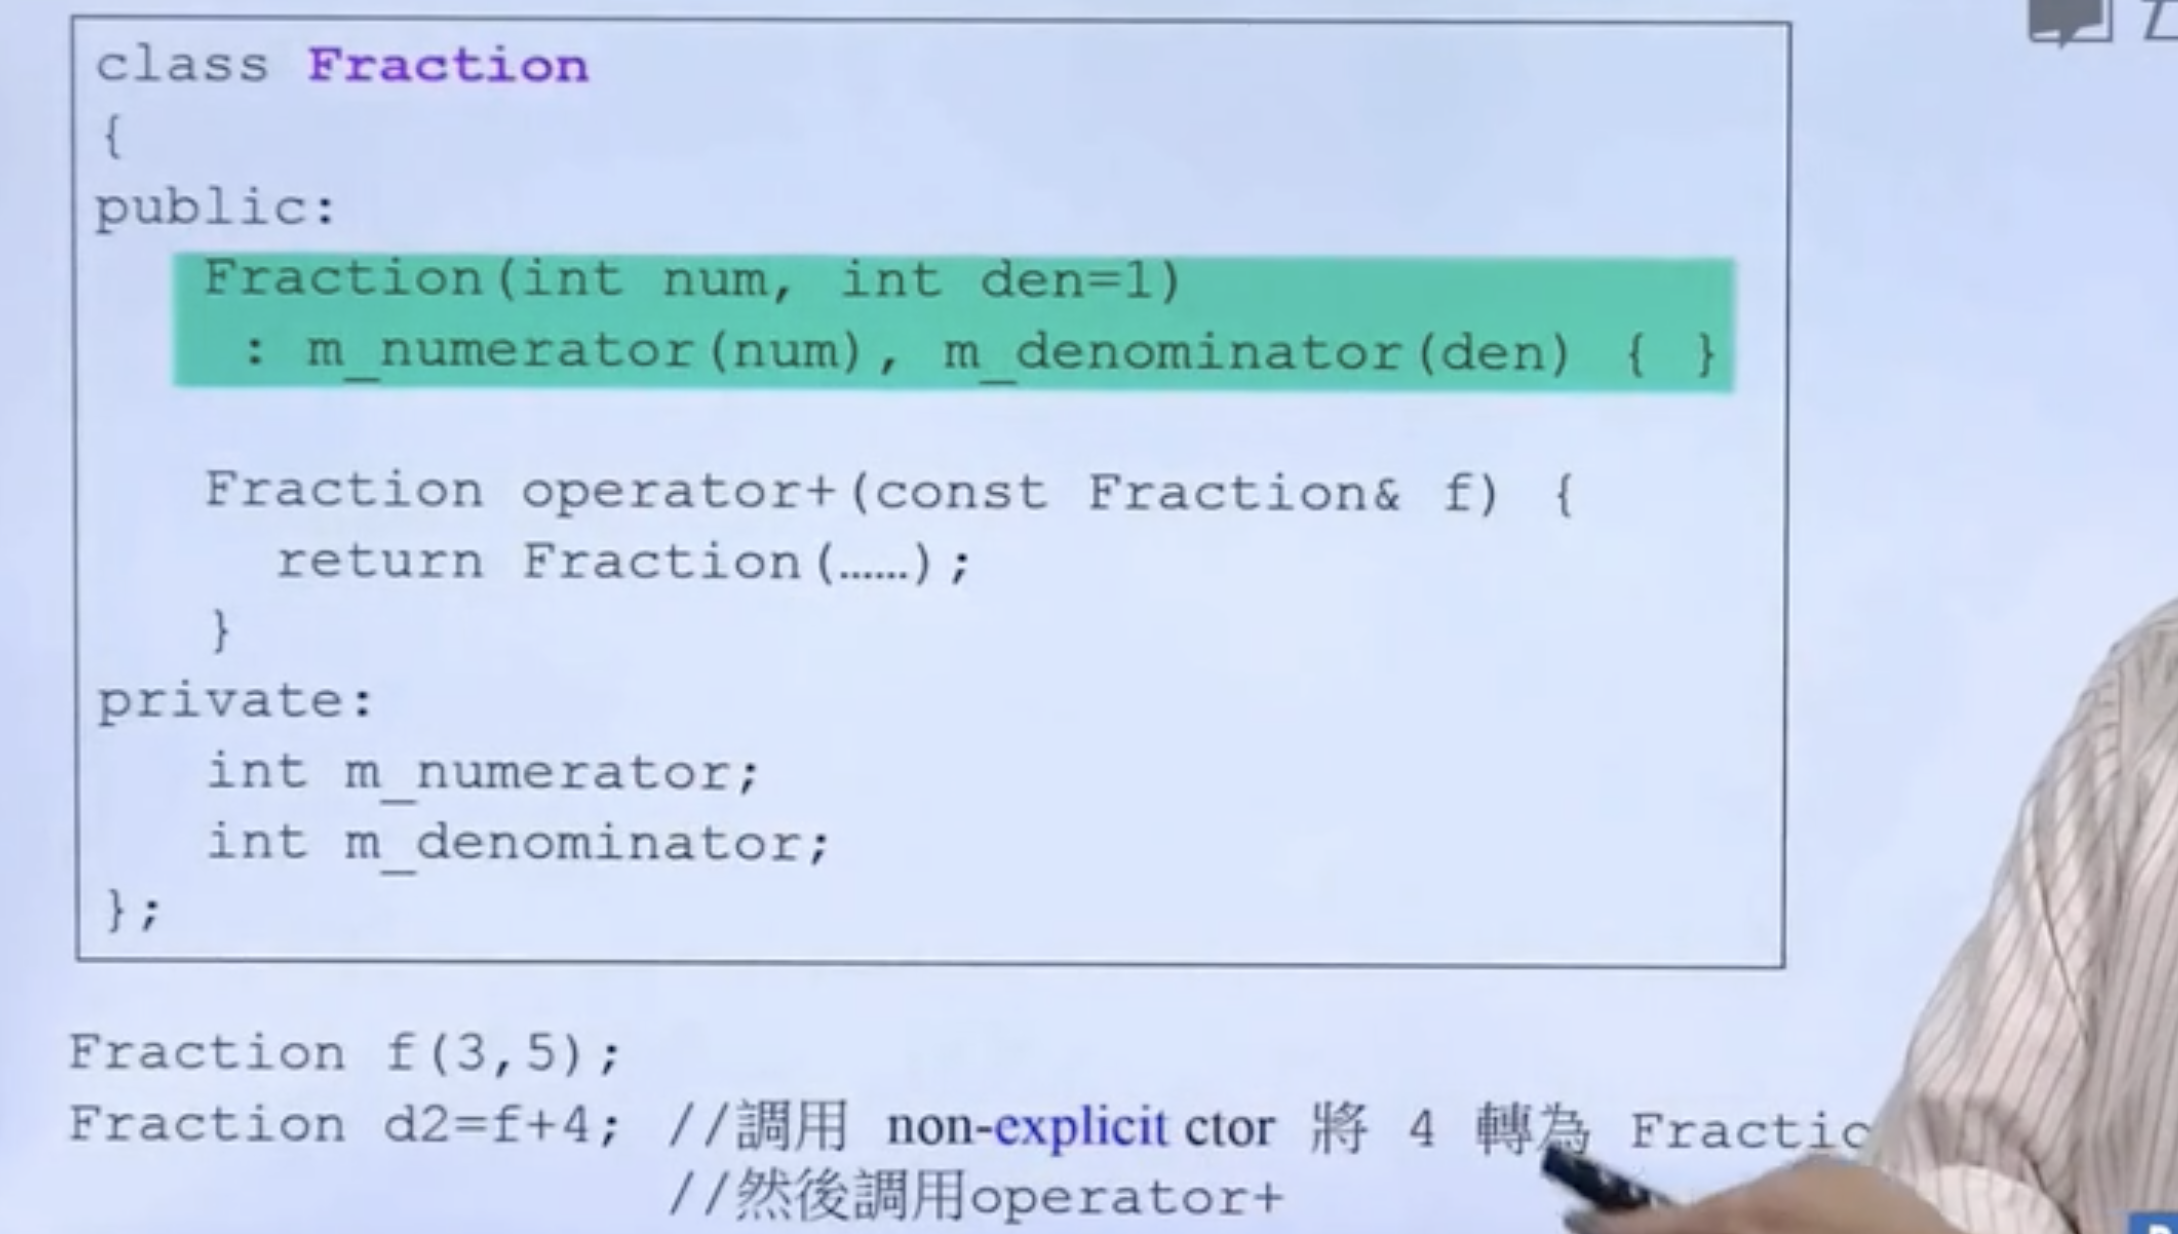 class Fraction
{
public:
Fraction(int num, int den=1)
: m_numerator(num), m_denominator(den) { }
Fraction operator+(const Fraction& f) {
return Fraction(……);
}
private:
int m_numerator;
int m_denominator;
};
Fraction f(3,5);
Fraction d2=f+4; //調用 non-explicit ctor 將 4 轉為
//然後調用operator+